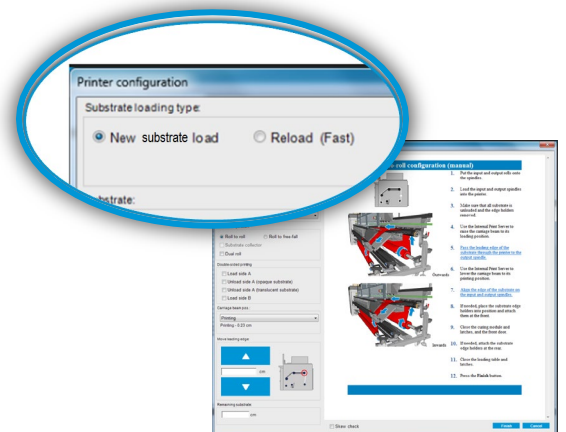 Printer configuration
Substrate loading type:
New substrate load
Reload (Fast)
bstrate:
Roll to roll
Roll to free fall
Substrate collector
Dual roll
Double-sided printing
Load side A
Unload side A (opaque substrate)
Unload side A (translucent substrate)
Load side B
Carriage beam pos.
Printing
Printing - 0.23 cm
Move leading edge:
cm
Remaining substrate:
cm
-roll configuration (manual)
1. Put the input and output rolls onto
the spindles.
2. Load the input and output spindles
into the printer.
3. Make sure that all substrate is
unloaded and the edge holders
removed.
4. Use the Internal Print Server to
raise the carriage beam to its
loading position.
5. Pass the leading edge of the
substrate through the printer to the
output spindle.
Outwards
6. Use the Internal Print Server to
lower the carriage beam to its
printing position.
7. Align the edge of the substrate on
the input and output spindles.
8. If needed, place the substrate edge
holders into position and attach
them at the front.
9. Close the curing module and
latches, and the front door.
Inwards
10. If needed, attach the substrate
edge holders at the rear.
11. Close the loading table and
latches.
12. Press the Finish button.
Skew check
Finish
Cancel